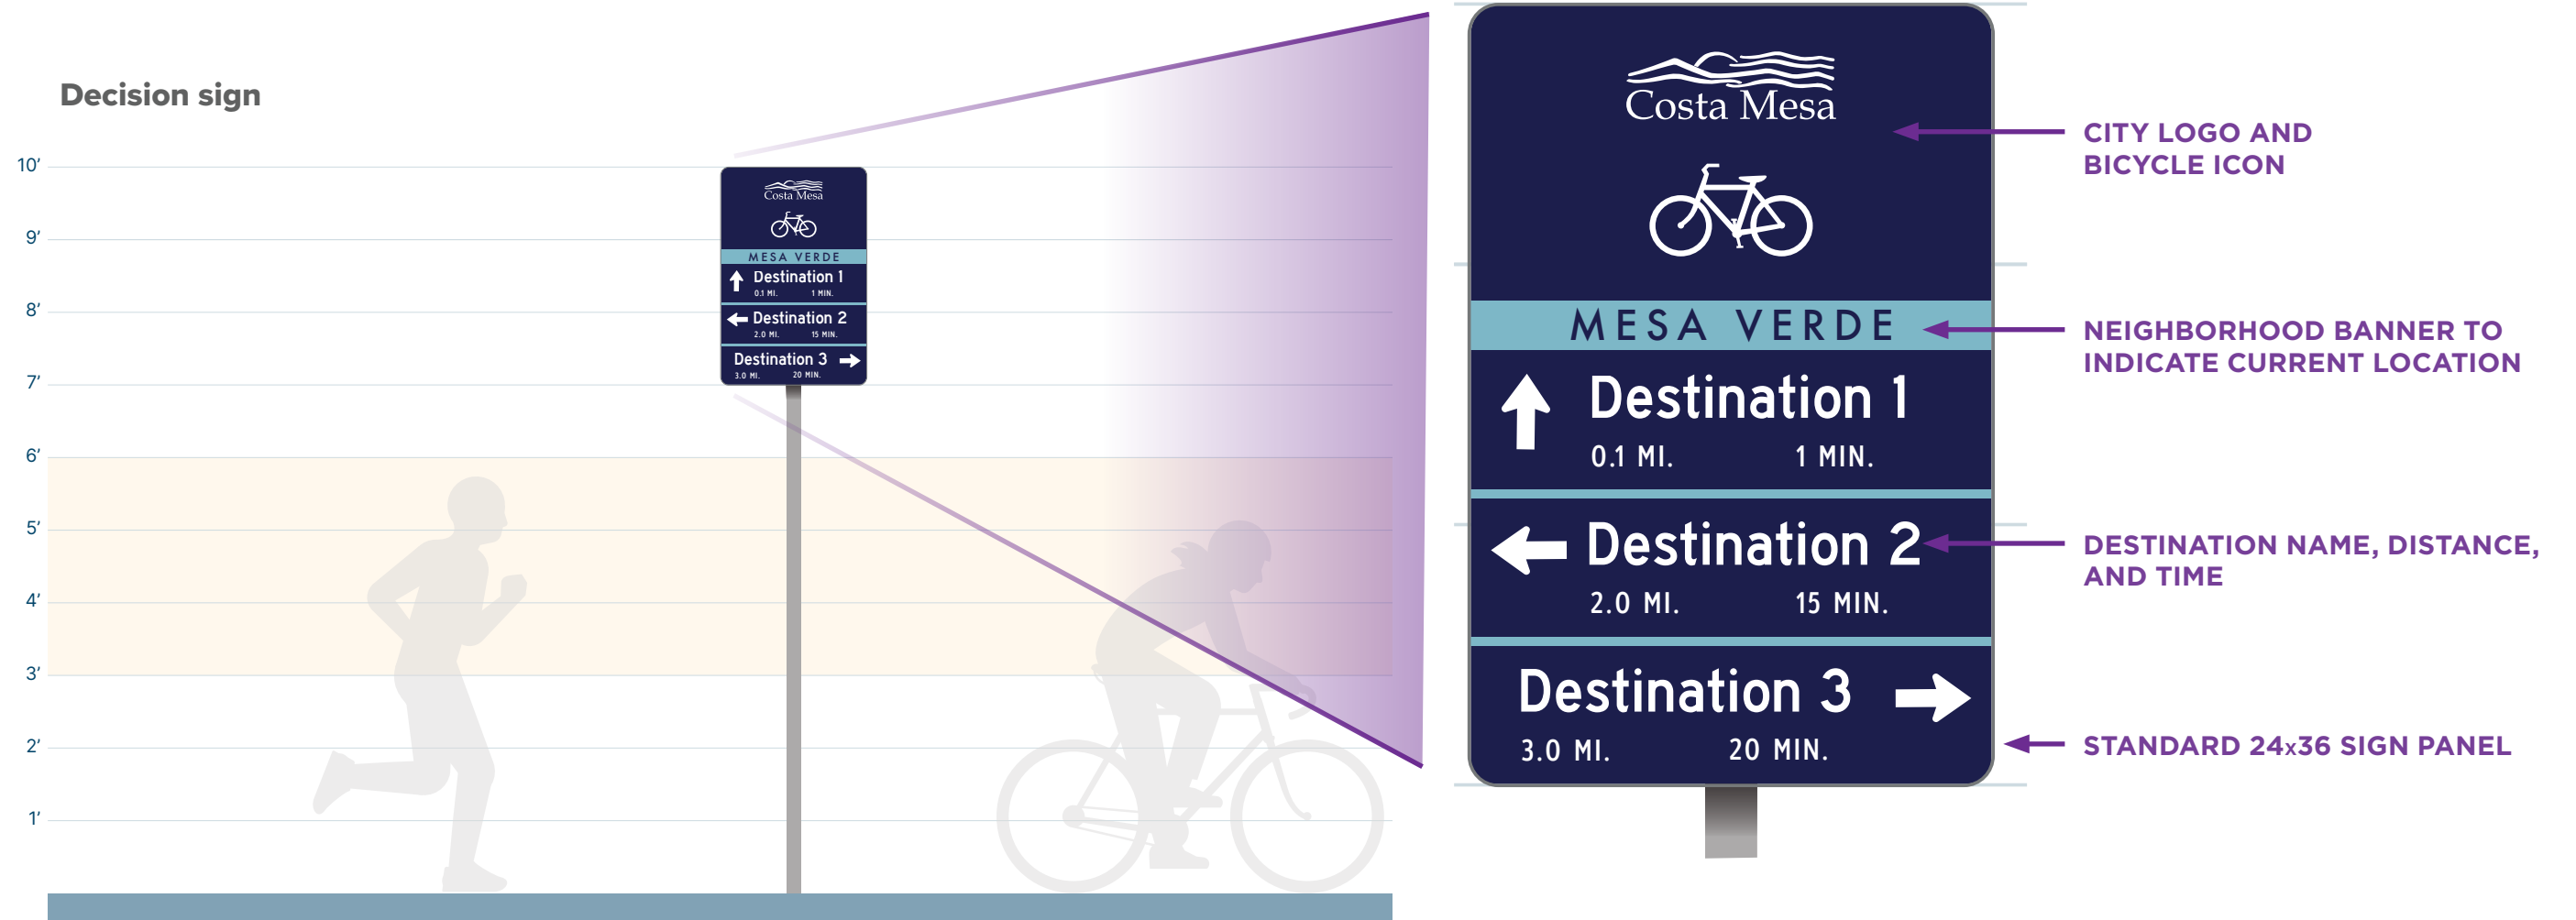 Decision sign
10’
9’
8’
7’
6’
5’
4’
3’
2’
1’
Costa Mesa
MESA VERDE
Destination 1
0.1 MI. 1 MIN.
Destination 2
2.0 MI. 15 MIN.
Destination 3
3.0 MI. 20 MIN.
Costa Mesa
MESA VERDE
Destination 1
0.1 MI. 1 MIN.
Destination 2
2.0 MI. 15 MIN.
Destination 3
3.0 MI. 20 MIN.
CITY LOGO AND
BICYCLE ICON
NEIGHBORHOOD BANNER TO
INDICATE CURRENT LOCATION
DESTINATION NAME, DISTANCE,
AND TIME
STANDARD 24x36 SIGN PANEL